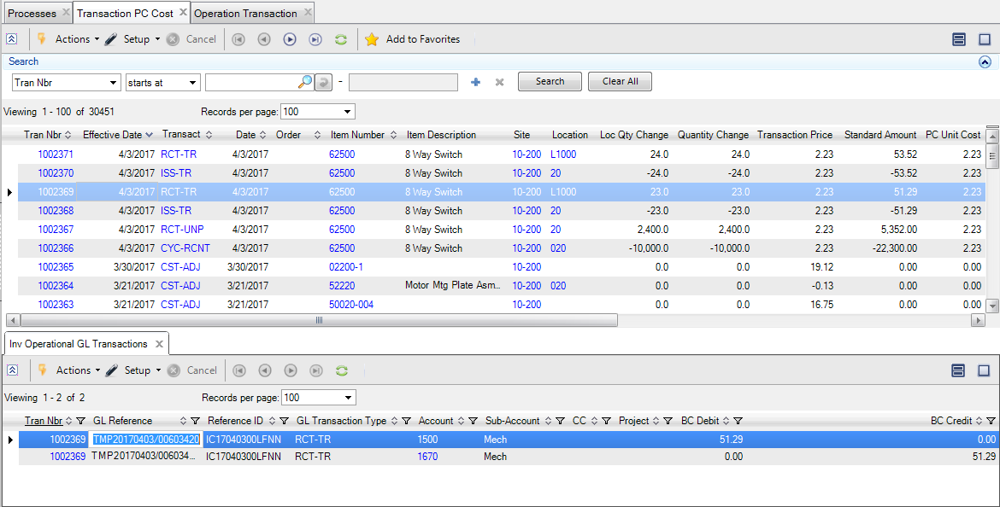 Processes Transaction PC Cost Operation Transaction
Actions Setup Cancel Add to Favorites
Search
Tran Nbr starts at - Search Clear All
Viewing 1 - 100 of 30451 Records per page: 100
Tran Nbr Effective Date Transact Date Order Item Number Item Description Site Location Loc Qty Change Quantity Change Transaction Price Standard Amount PC Unit Cost
1002371 4/3/2017 RCT-TR 4/3/2017 62500 8 Way Switch 10-200 L1000 24.0 24.0 2.23 53.52 2.23
1002370 4/3/2017 ISS-TR 4/3/2017 62500 8 Way Switch 10-200 20 -24.0 -24.0 2.23 -53.52 2.23
1002369 4/3/2017 RCT-TR 4/3/2017 62500 8 Way Switch 10-200 L1000 23.0 23.0 2.23 51.29 2.23
1002368 4/3/2017 ISS-TR 4/3/2017 62500 8 Way Switch 10-200 20 -23.0 -23.0 2.23 -51.29 2.23
1002367 4/3/2017 RCT-UNP 4/3/2017 62500 8 Way Switch 10-200 20 2,400.0 2,400.0 2.23 5,352.00 2.23
1002366 4/3/2017 CYC-RCNT 4/3/2017 62500 8 Way Switch 10-200 020 -10,000.0 -10,000.0 2.23 -22,300.00 2.23
1002365 3/30/2017 CST-ADJ 3/30/2017 02200-1 10-200 0.0 0.0 19.12 0.00 0.00
1002364 3/21/2017 CST-ADJ 3/21/2017 52220 Motor Mtg Plate Asm... 10-200 020 0.0 0.0 -0.13 0.00 0.00
1002363 3/21/2017 CST-ADJ 3/21/2017 50020-004 10-200 0.0 0.0 16.75 0.00 0.00
Inv Operational GL Transactions
Actions Setup Cancel
Viewing 1 - 2 of 2 Records per page: 100
Tran Nbr GL Reference Reference ID GL Transaction Type Account Sub-Account CC Project BC Debit BC Credit
1002369 TMP20170403/00603420 IC17040300LFNN RCT-TR 1500 Mech 51.29 0.00
1002369 TMP20170403/006034... IC17040300LFNN RCT-TR 1670 Mech 0.00 51.29